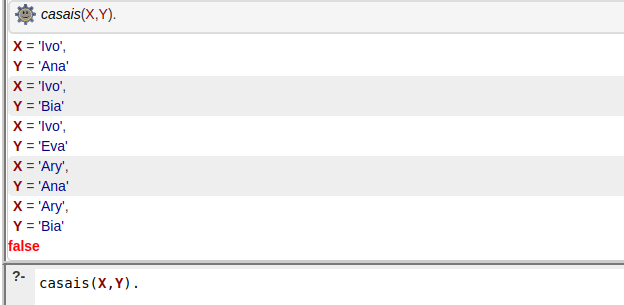 casais(X,Y).
X = 'Ivo',
Y = 'Ana'
X = 'Ivo',
Y = 'Bia'
X = 'Ivo',
Y = 'Eva'
X = 'Ary',
Y = 'Ana'
X = 'Ary',
Y = 'Bia'
false
?- casais(X,Y).